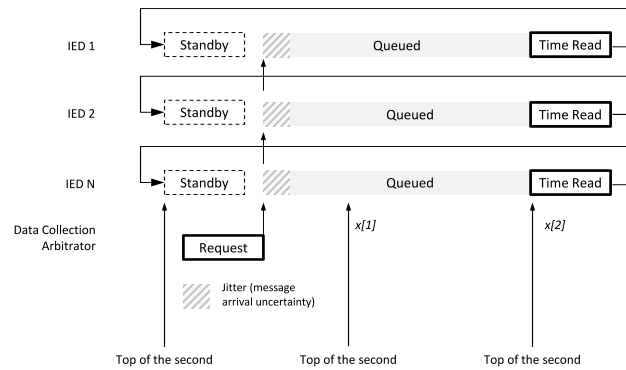 IED 1
Standby
Queued
Time Read
IED 2
Standby
Queued
Time Read
IED N
Standby
Queued
Time Read
Data Collection
Arbitrator
Request
x[1]
x[2]
Jitter (message
arrival uncertainty)
Top of the second
Top of the second
Top of the second